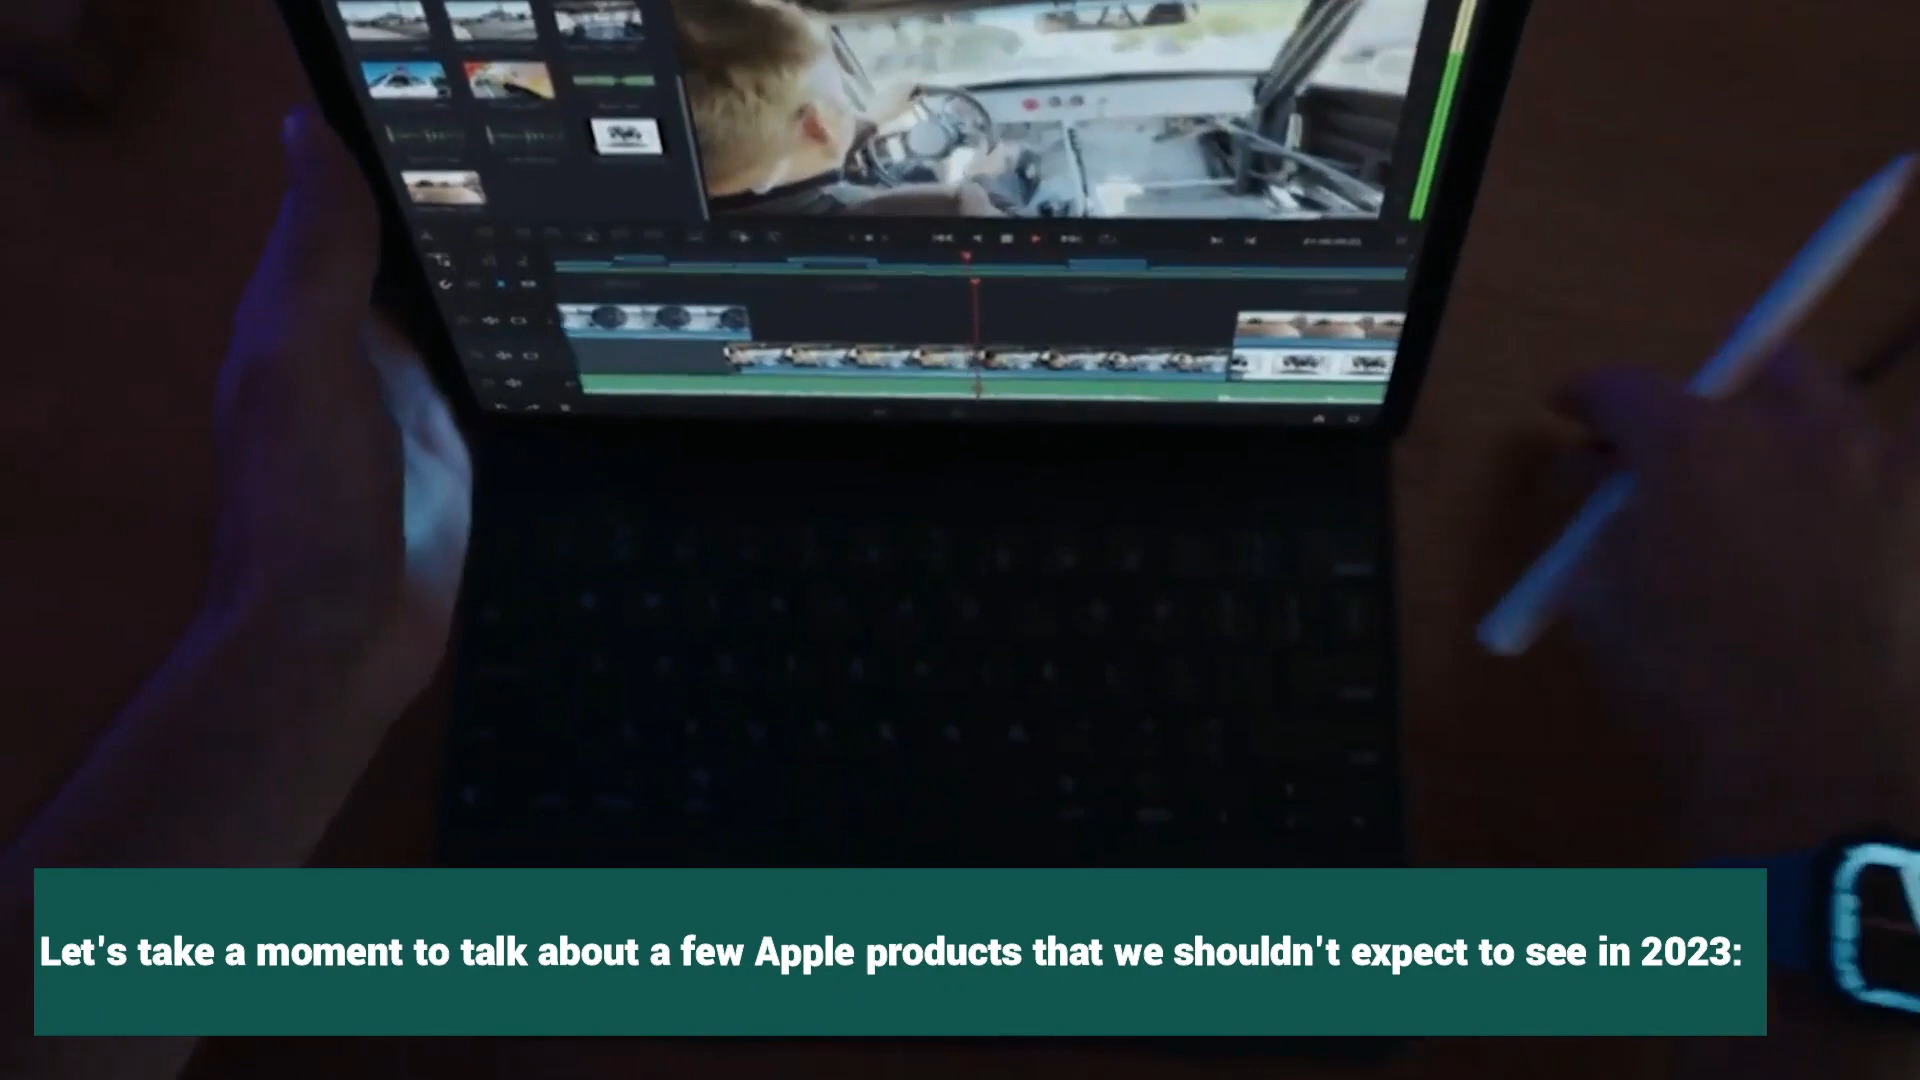 Let's take a moment to talk about a few Apple products that we shouldn't expect to see in 2023: